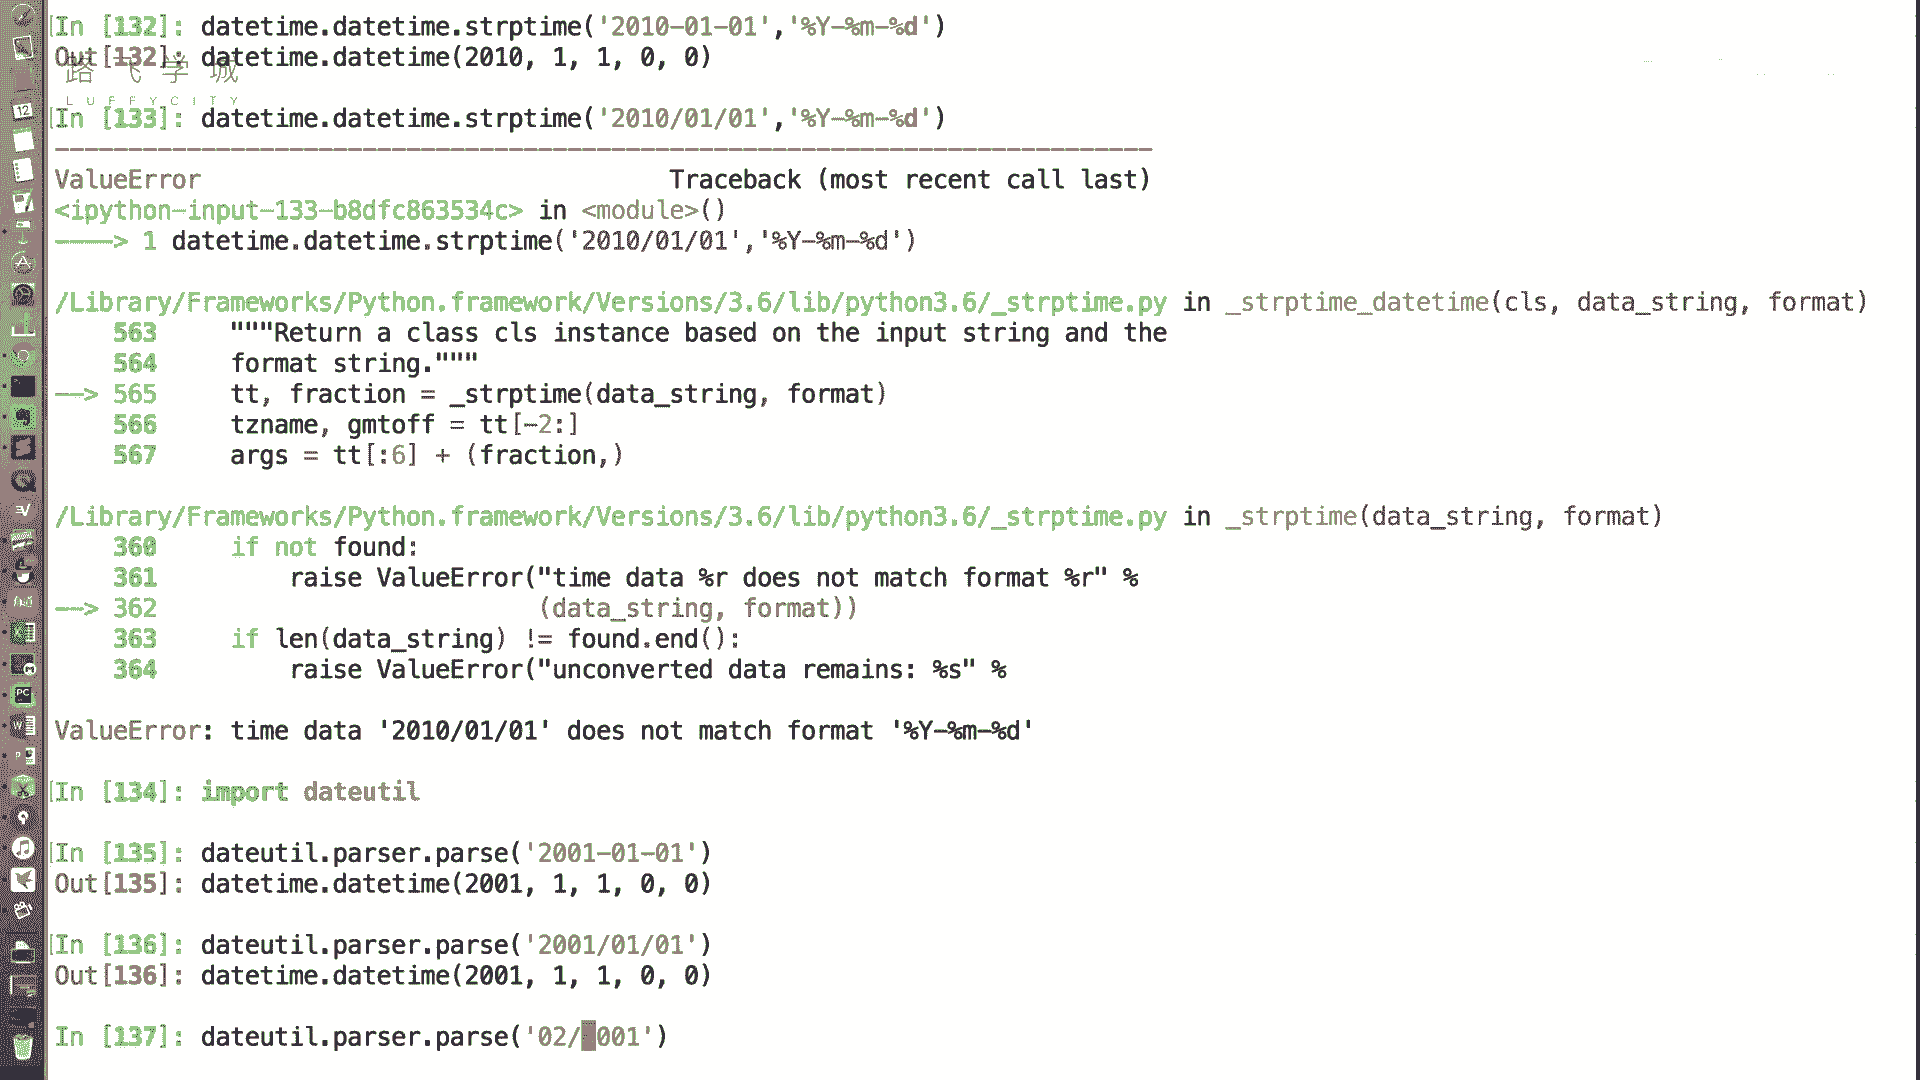 In [132]: datetime.datetime.strptime('2010-01-01','%Y-%m-%d')
Out[132]: datetime.datetime(2010, 1, 1, 0, 0)
路 飞 学 城
LUFFYCITY
In [133]: datetime.datetime.strptime('2010/01/01','%Y-%m-%d')
---------------------------------------------------------------------------
ValueError                                Traceback (most recent call last)
<ipython-input-133-b8dfc863534c> in <module>()
----> 1 datetime.datetime.strptime('2010/01/01','%Y-%m-%d')
/Library/Frameworks/Python.framework/Versions/3.6/lib/python3.6/_strptime.py in _strptime_datetime(cls, data_string, format)
563     """Return a class cls instance based on the input string and the
564     format string."""
--> 565     tt, fraction = _strptime(data_string, format)
566     tzname, gmtoff = tt[-2:]
567     args = tt[:6] + (fraction,)
/Library/Frameworks/Python.framework/Versions/3.6/lib/python3.6/_strptime.py in _strptime(data_string, format)
360     if not found:
361         raise ValueError("time data %r does not match format %r" %
--> 362                          (data_string, format))
363     if len(data_string) != found.end():
364         raise ValueError("unconverted data remains: %s" %
ValueError: time data '2010/01/01' does not match format '%Y-%m-%d'
In [134]: import dateutil
In [135]: dateutil.parser.parse('2001-01-01')
Out[135]: datetime.datetime(2001, 1, 1, 0, 0)
In [136]: dateutil.parser.parse('2001/01/01')
Out[136]: datetime.datetime(2001, 1, 1, 0, 0)
In [137]: dateutil.parser.parse('02/001')